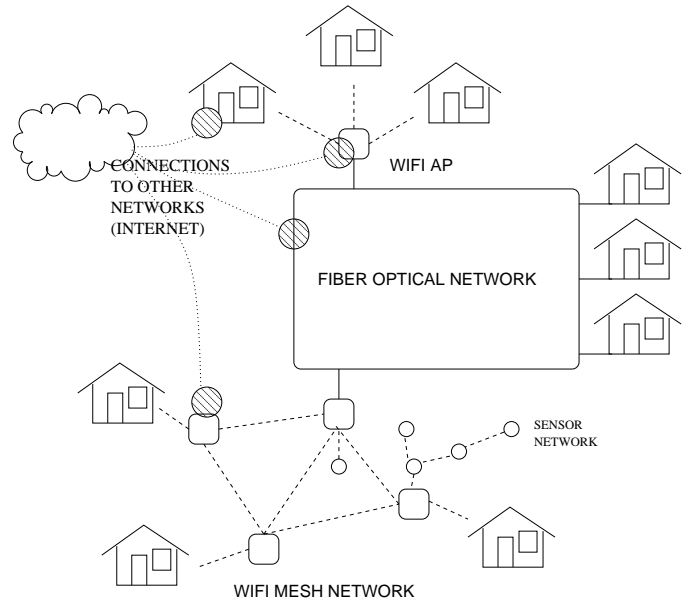 WIFI AP
CONNECTIONS
TO OTHER
NETWORKS
(INTERNET)
FIBER OPTICAL NETWORK
SENSOR
NETWORK
WIFI MESH NETWORK